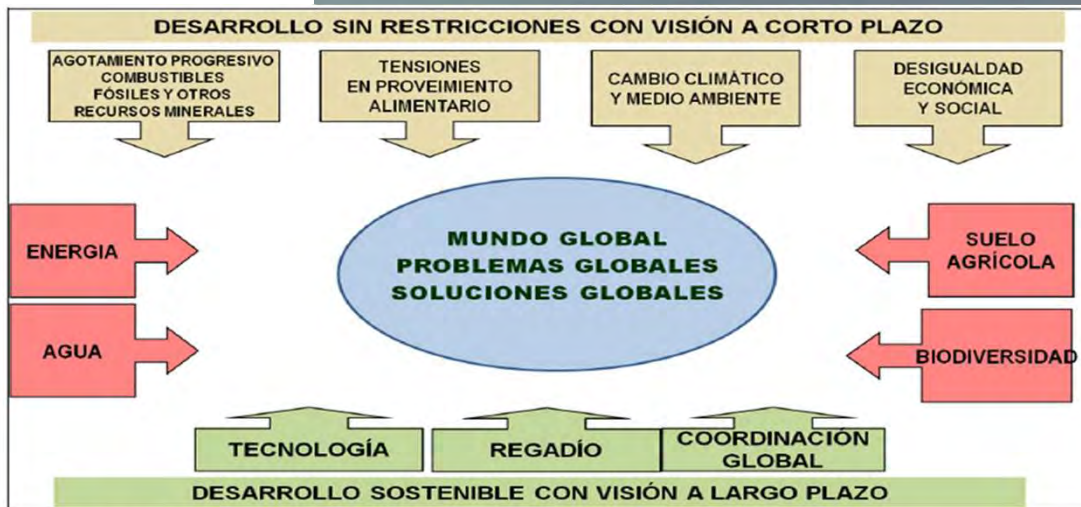 DESARROLLO SIN RESTRICCIONES CON VISIÓN A CORTO PLAZO
AGOTAMIENTO PROGRESIVO
COMBUSTIBLES
FÓSILES Y OTROS
RECURSOS MINERALES
TENSIONES
EN PROVEIMIENTO
ALIMENTARIO
CAMBIO CLIMÁTICO
Y MEDIO AMBIENTE
DESIGUALDAD
ECONÓMICA
Y SOCIAL
ENERGIA
AGUA
MUNDO GLOBAL
PROBLEMAS GLOBALES
SOLUCIONES GLOBALES
SUELO
AGRÍCOLA
BIODIVERSIDAD
TECNOLOGÍA
REGADÍO
COORDINACIÓN
GLOBAL
DESARROLLO SOSTENIBLE CON VISIÓN A LARGO PLAZO